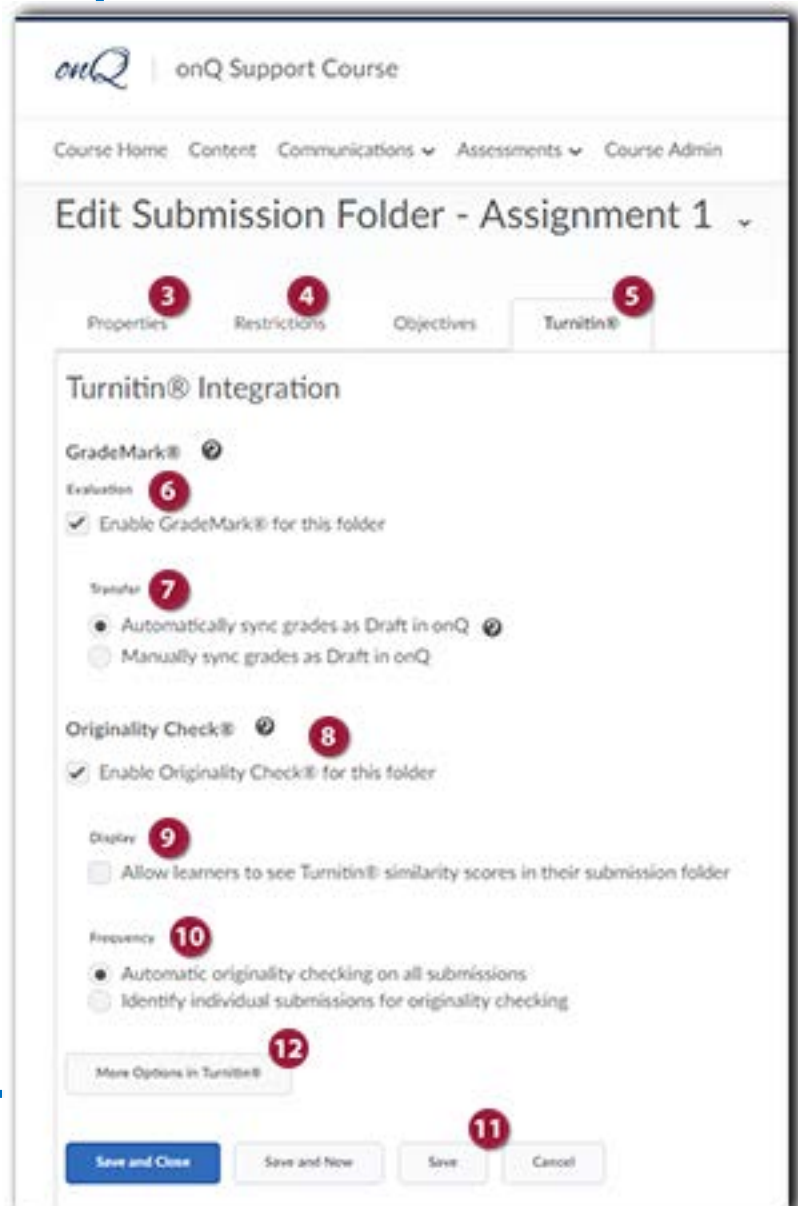 onQ onQ Support Course
Course Home Content Communications Assessments Course Admin
Edit Submission Folder - Assignment 1
3 4 5
Properties Restrictions Objectives Turnitin®
Turnitin® Integration
GradeMark®
Evaluation 6
Enable GradeMark® for this folder
Transfer 7
Automatically sync grades as Draft in onQ
Manually sync grades as Draft in onQ
Originality Check® 8
Enable Originality Check® for this folder
Display 9
Allow learners to see Turnitin® similarity scores in their submission folder
Frequency 10
Automatic originality checking on all submissions
Identify individual submissions for originality checking
12
More Options in Turnitin®
11
Save and Close Save and New Save Cancel